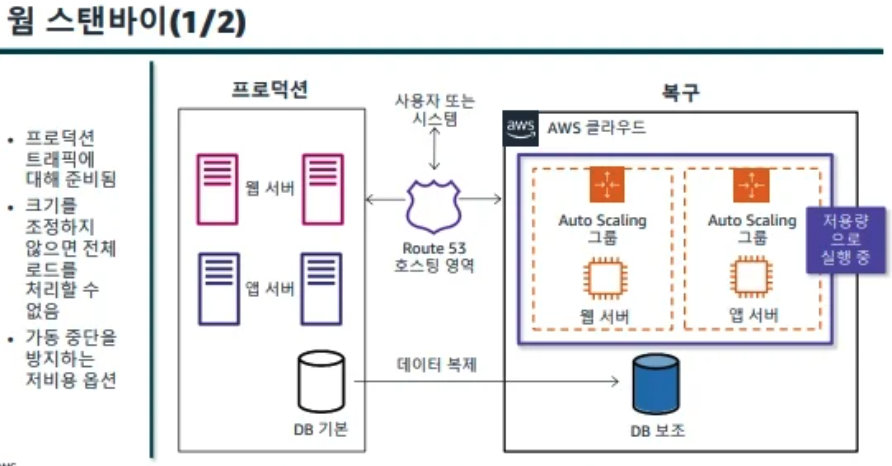 웜 스탠바이(1/2)
• 프로덕션
트래픽에
대해 준비됨
• 크기를
조정하지
않으면 전체
로드를
처리할 수
없음
• 가동 중단을
방지하는
저비용 옵션
프로덕션
웹 서버
앱 서버
DB 기본
사용자 또는
시스템
Route 53
호스팅 영역
데이터 복제
복구
aws
AWS 클라우드
Auto Scaling
그룹
웹 서버
Auto Scaling
그룹
앱 서버
저용량
으로
실행 중
DB 보조